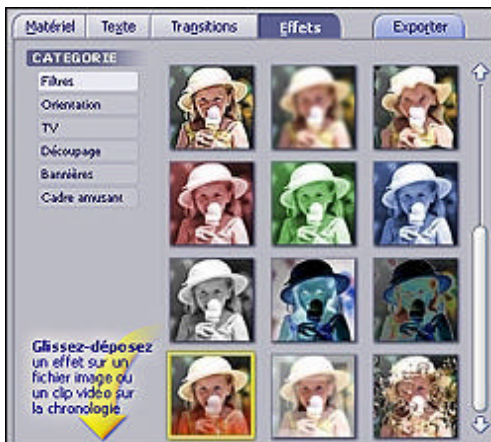 Matériel Texte Transitions Effets Exporter
CATEGORIE
Filtres
Orientation
TV
Découpage
Bannières
Cadre amusant
Glissez-déposez
un effet sur un
fichier image ou
un clip vidéo sur
la chronologie